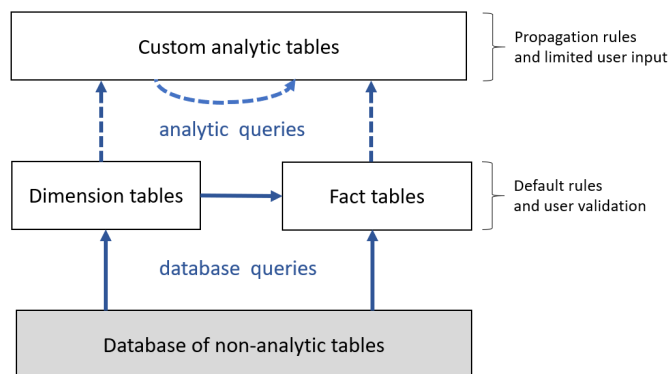 Custom analytic tables
Propagation rules
and limited user input
analytic queries
Dimension tables
Fact tables
Default rules
and user validation
database queries
Database of non-analytic tables